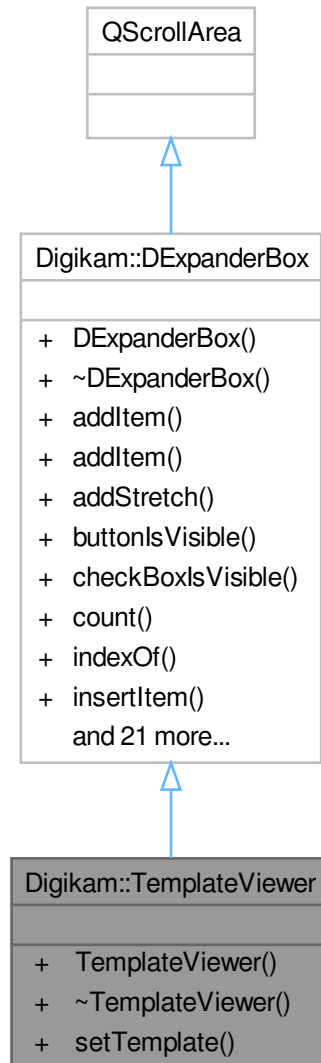 QScrollArea
Digikam::DExpanderBox
+ DExpanderBox()
+ ~DExpanderBox()
+ addItem()
+ addItem()
+ addStretch()
+ buttonIsVisible()
+ checkBoxIsVisible()
+ count()
+ indexOf()
+ insertItem()
and 21 more...
Digikam::TemplateViewer
+ TemplateViewer()
+ ~TemplateViewer()
+ setTemplate()